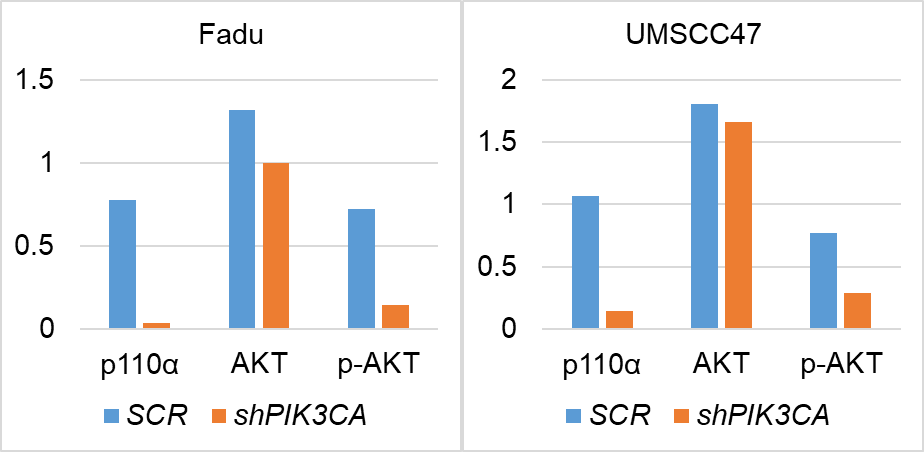 Fadu
1.5
1
0.5
0
p110α AKT p-AKT
SCR shPIK3CA
UMSCC47
2
1.5
1
0.5
0
p110α AKT p-AKT
SCR shPIK3CA